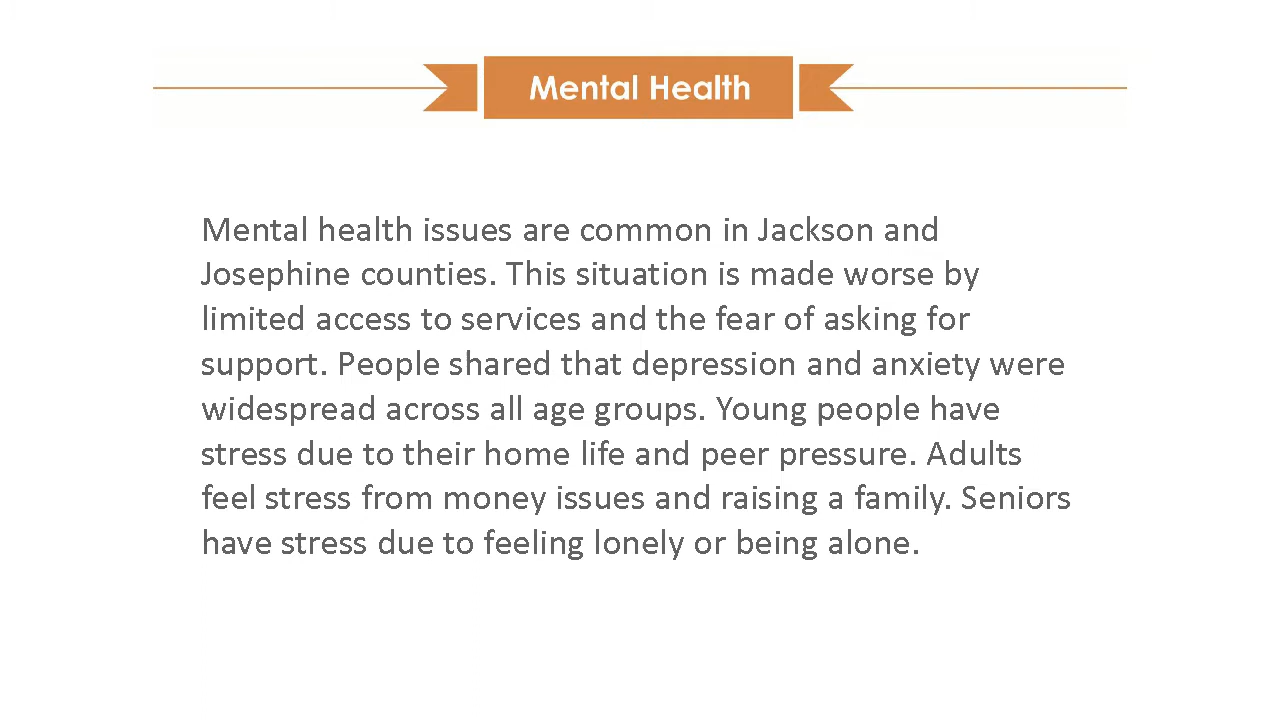 Mental Health
Mental health issues are common in Jackson and
Josephine counties. This situation is made worse by
limited access to services and the fear of asking for
support. People shared that depression and anxiety were
widespread across all age groups. Young people have
stress due to their home life and peer pressure. Adults
feel stress from money issues and raising a family. Seniors
have stress due to feeling lonely or being alone.